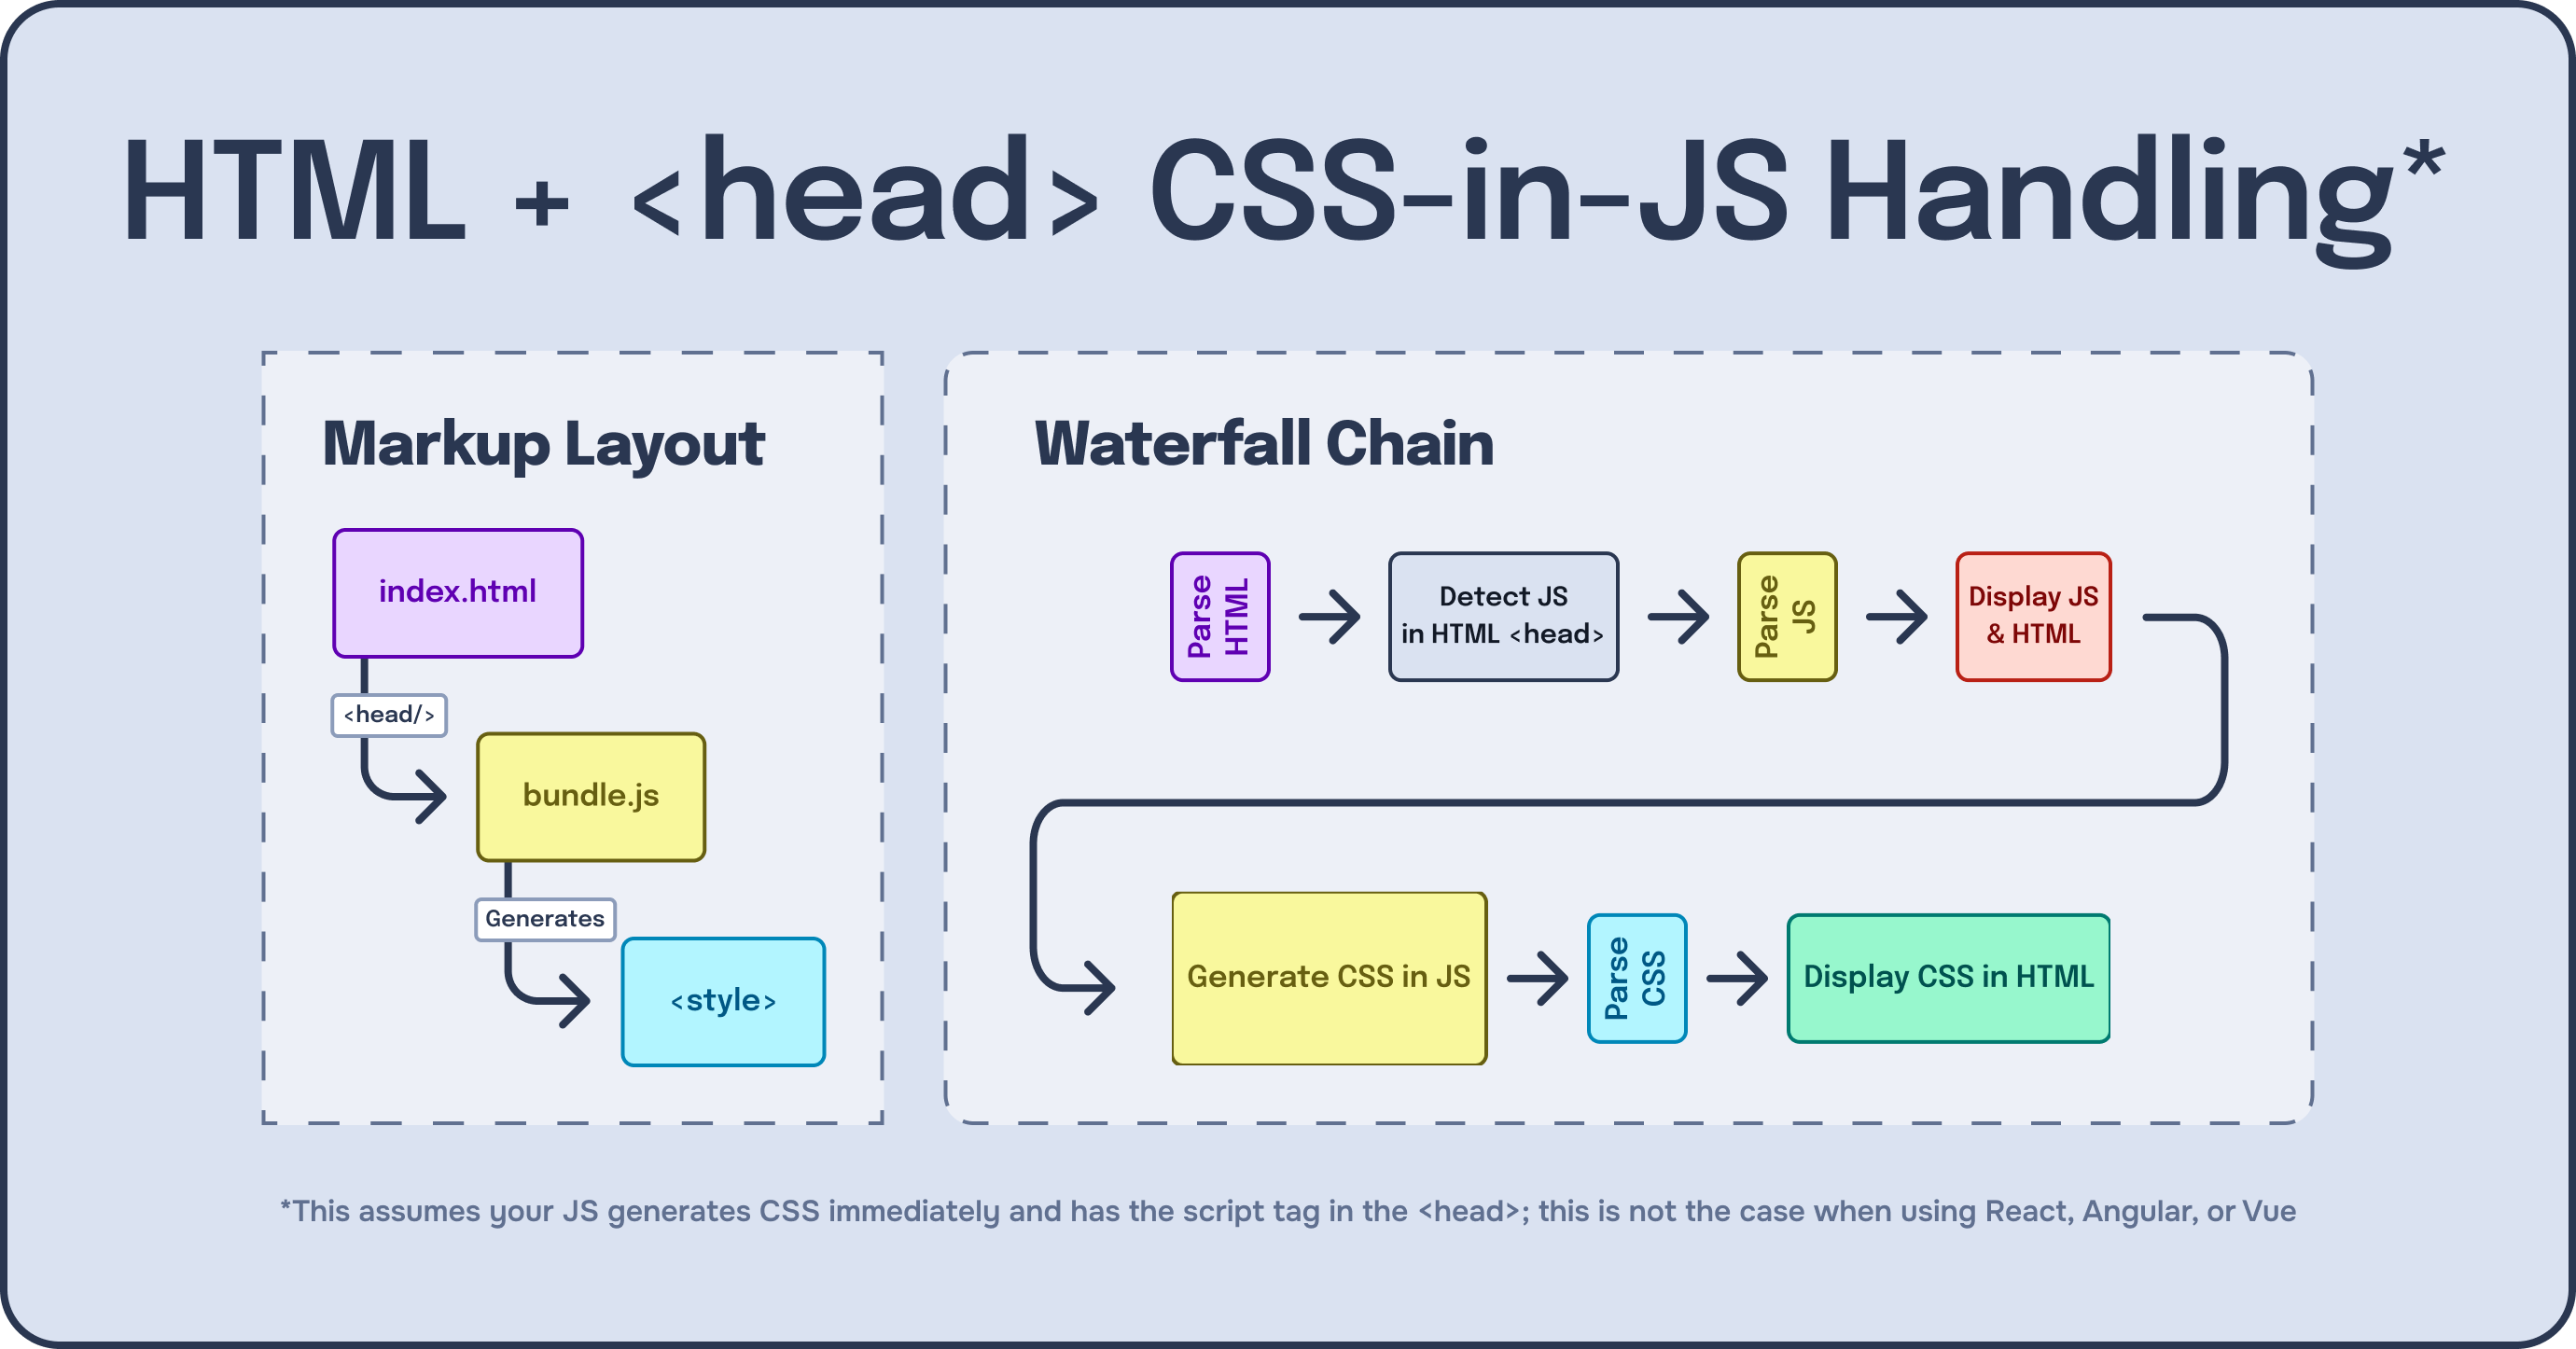 HTML + <head> CSS-in-JS Handling*
Markup Layout
index.html
<head/>
bundle.js
Generates
<style>
Waterfall Chain
Parse
HTML
Detect JS
in HTML <head>
Parse
JS
Display JS
& HTML
Generate CSS in JS
Parse
CSS
Display CSS in HTML
*This assumes your JS generates CSS immediately and has the script tag in the <head>; this is not the case when using React, Angular, or Vue